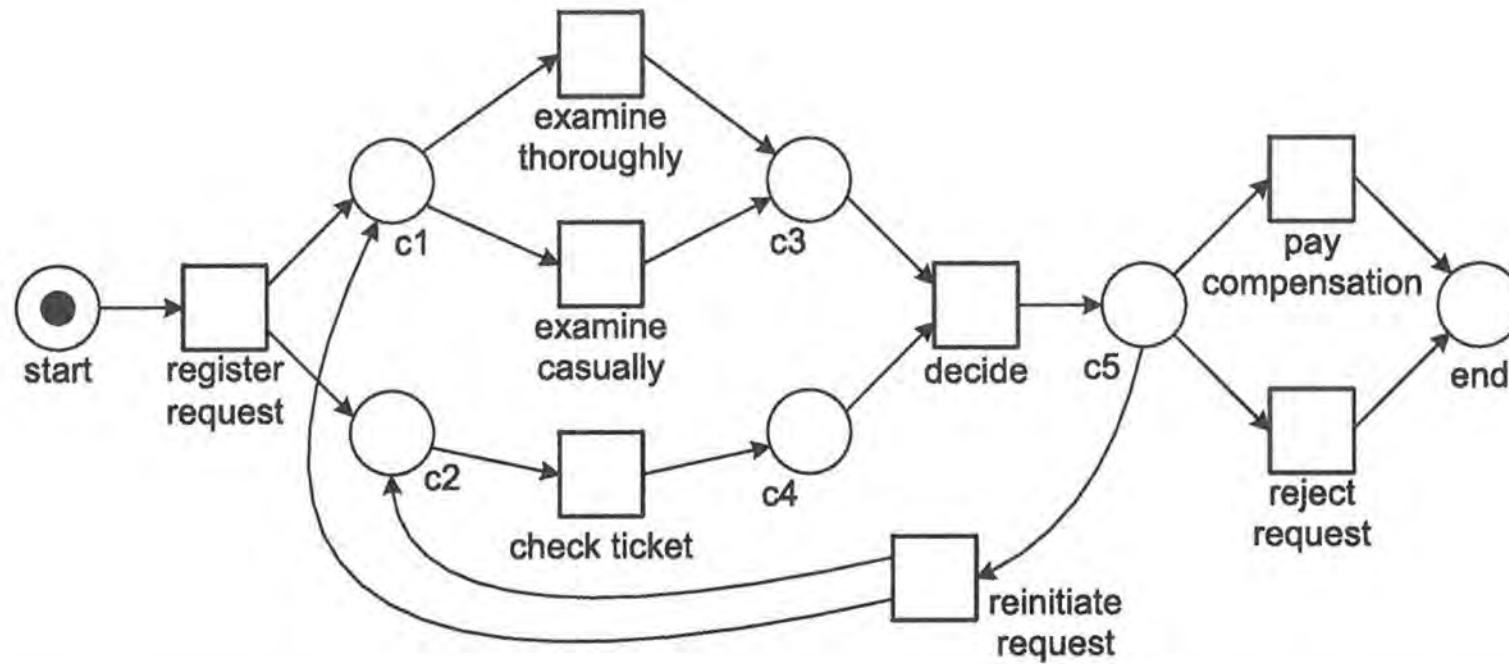 examine
thoroughly
c1
c3
pay
compensation
start
register
request
examine
casually
decide
c5
end
c2
c4
reject
request
check ticket
reinitiate
request